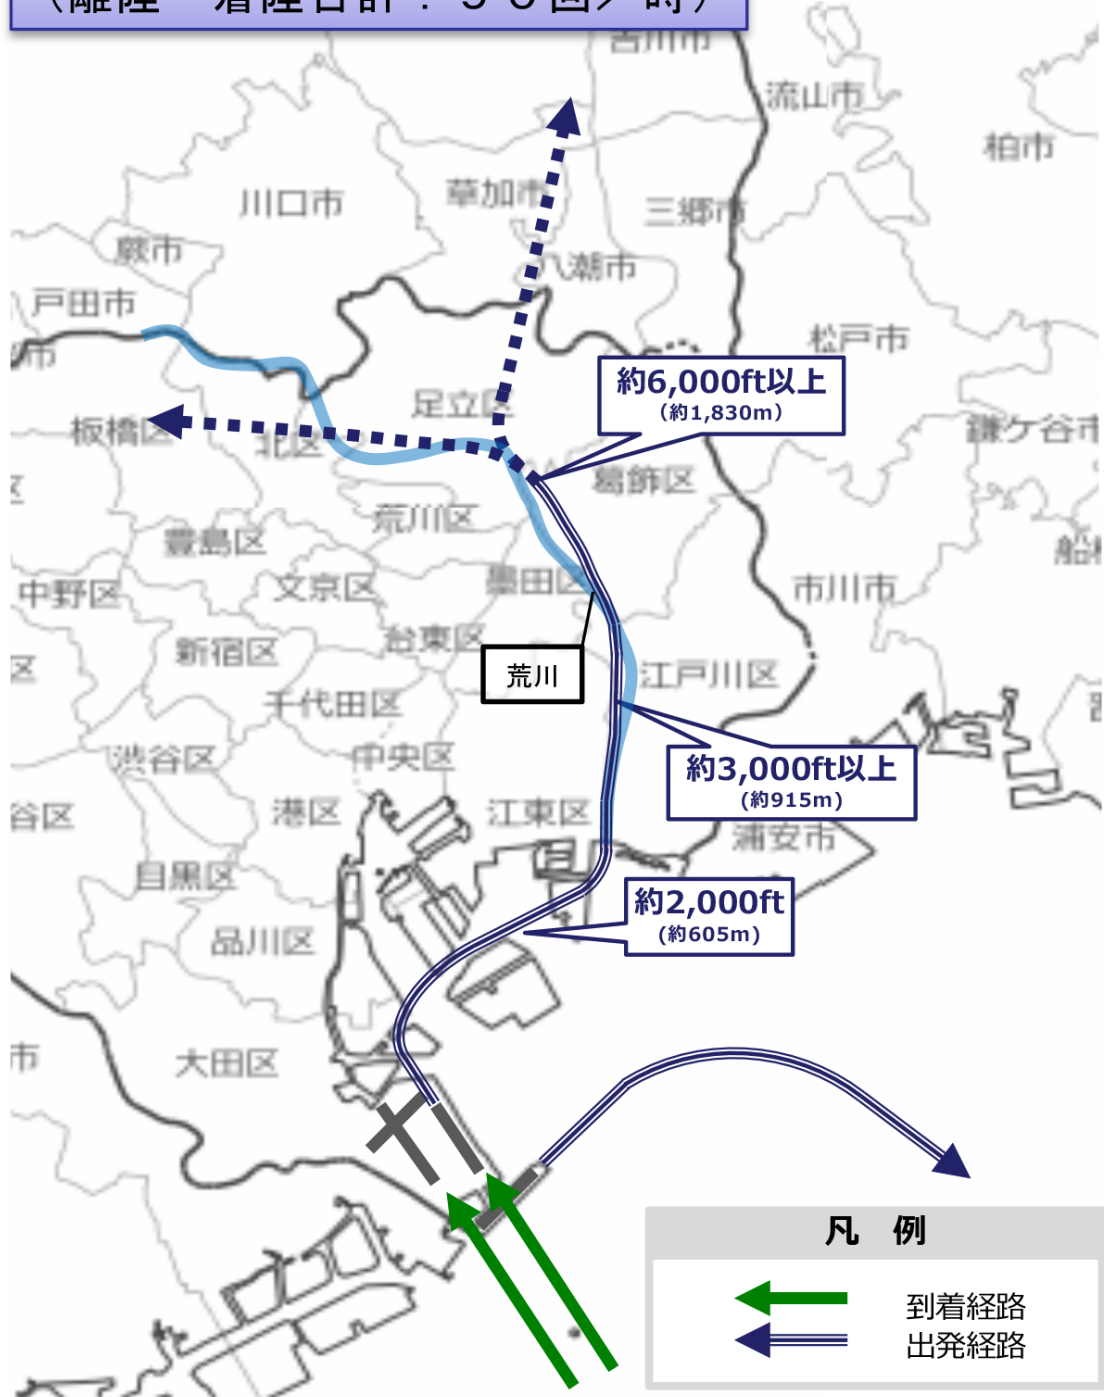 吉川市
流山市
柏市
川口市
草加市
三郷市
蕨市
八潮市
戸田市
松戸市
市
約6,000ft以上
(約1,830m)
足立区
板橋区
北区
鎌ケ谷市
葛飾区
区
荒川区
豊島区
船
中野区
文京区
墨田区
市川市
新宿区
台東区
区
荒川
江戸川区
千代田区
渋谷区
中央区
約3,000ft以上
(約915m)
谷区
港区
江東区
浦安市
目黒区
約2,000ft
(約605m)
品川区
市
大田区
凡 例
到着経路
出発経路